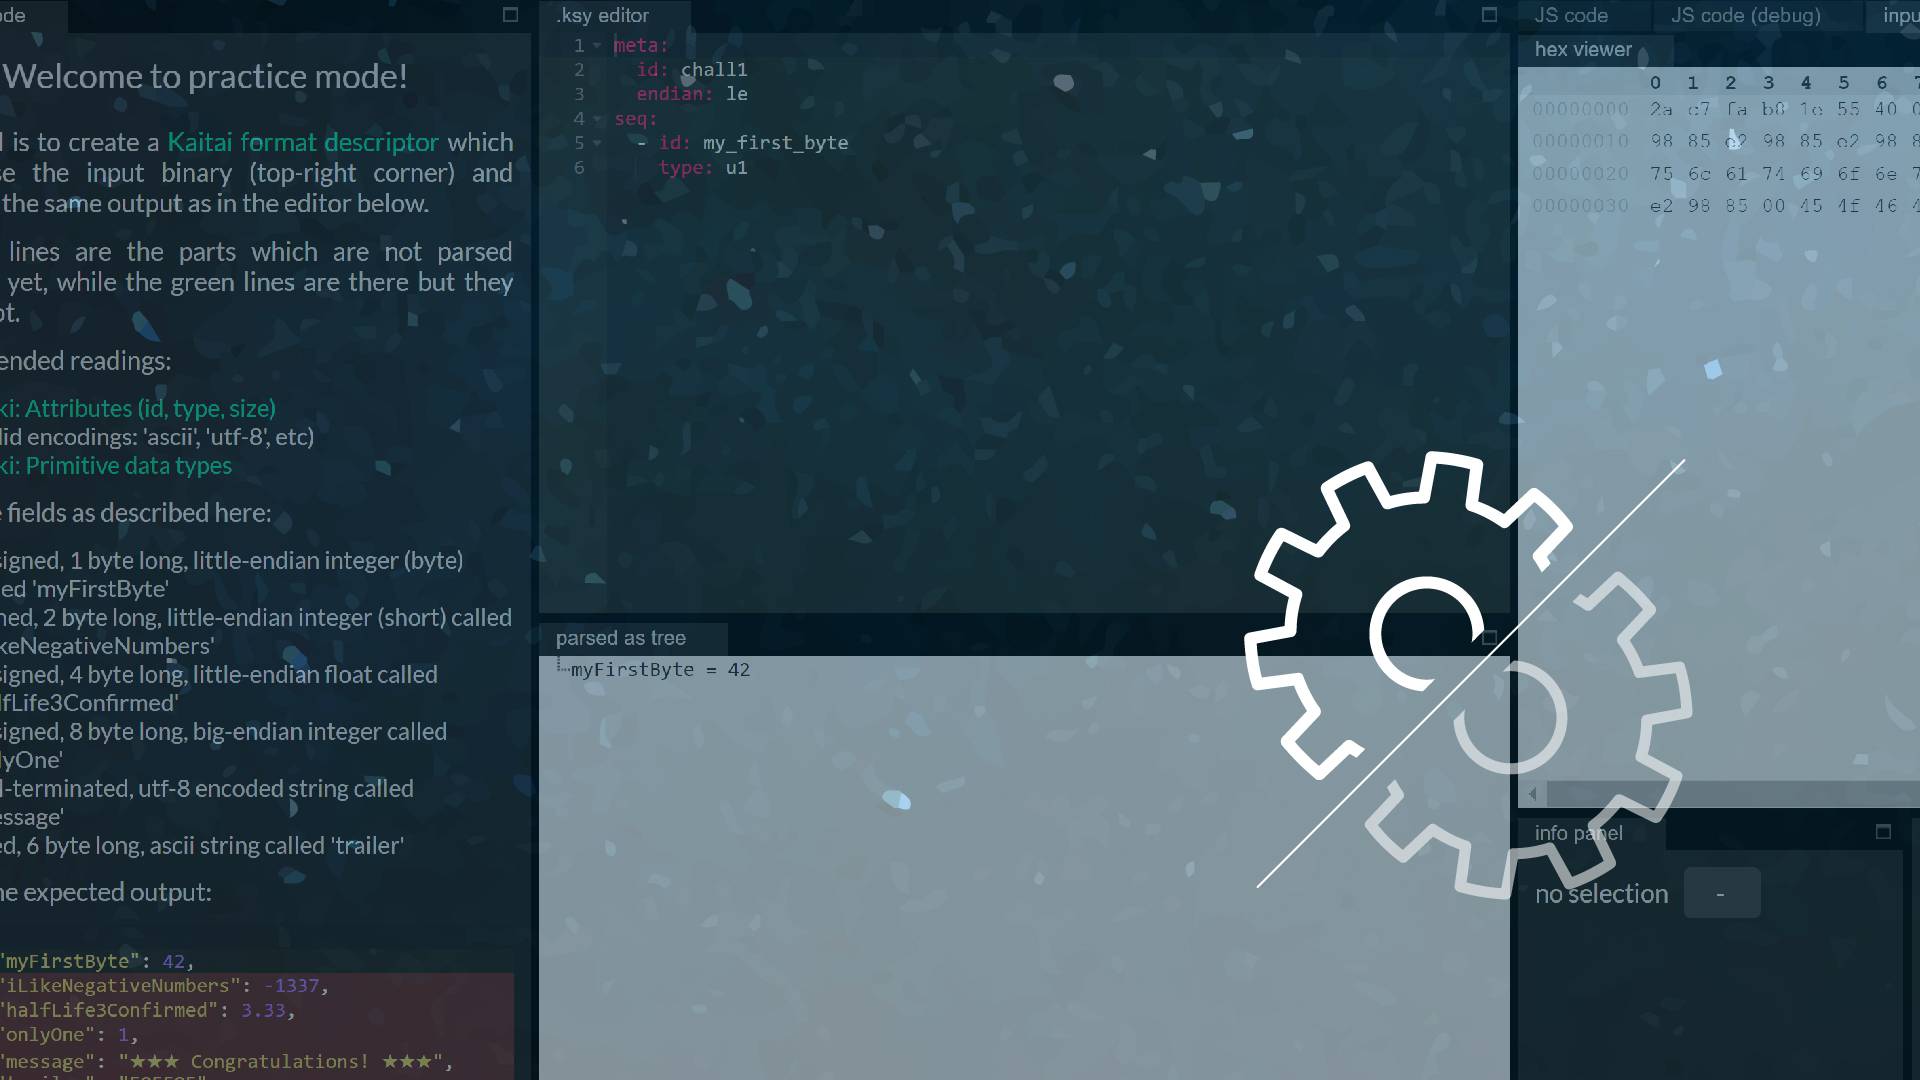 ode
Welcome to practice mode!
l is to create a Kaitai format descriptor which
se the input binary (top-right corner) and
the same output as in the editor below.
lines are the parts which are not parsed
yet, while the green lines are there but they
ot.
ended readings:
ki: Attributes (id, type, size)
lid encodings: 'ascii', 'utf-8', etc)
ki: Primitive data types
e fields as described here:
igned, 1 byte long, little-endian integer (byte)
ed 'myFirstByte'
ned, 2 byte long, little-endian integer (short) called
keNegativeNumbers'
igned, 4 byte long, little-endian float called
lfLife3Confirmed'
igned, 8 byte long, big-endian integer called
lyOne'
l-terminated, utf-8 encoded string called
essage'
ed, 6 byte long, ascii string called 'trailer'
he expected output:
"myFirstByte": 42,
"iLikeNegativeNumbers": -1337,
"halfLife3Confirmed": 3.33,
"onlyOne": 1,
"message": "★★★ Congratulations! ★★★",
.ksy editor
1 meta:
2 id: chall1
3 endian: le
4 seq:
5 - id: my_first_byte
6 type: u1
parsed as tree
myFirstByte = 42
JS code
JS code (debug)
inpu
hex viewer
0 1 2 3 4 5 6 7
00000000 2a c7 fa b8 1e 55 40 0
00000010 98 85 e2 98 85 e2 98 8
00000020 75 6c 61 74 69 6f 6e 7
00000030 e2 98 85 00 45 4f 46 4
info panel
no selection -